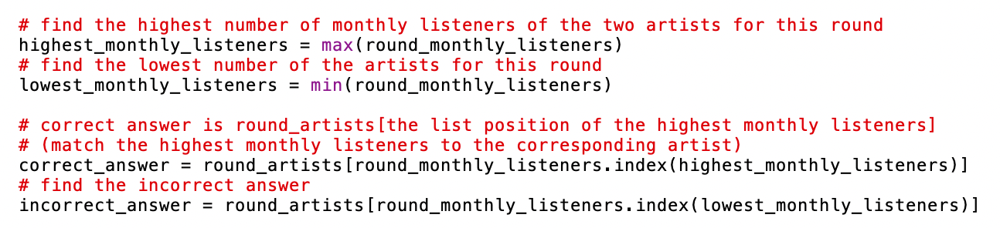 # find the highest number of monthly listeners of the two artists for this round
highest_monthly_listeners = max(round_monthly_listeners)
# find the lowest number of the artists for this round
lowest_monthly_listeners = min(round_monthly_listeners)
# correct answer is round_artists[the list position of the highest monthly listeners]
# (match the highest monthly listeners to the corresponding artist)
correct_answer = round_artists[round_monthly_listeners.index(highest_monthly_listeners)]
# find the incorrect answer
incorrect_answer = round_artists[round_monthly_listeners.index(lowest_monthly_listeners)]